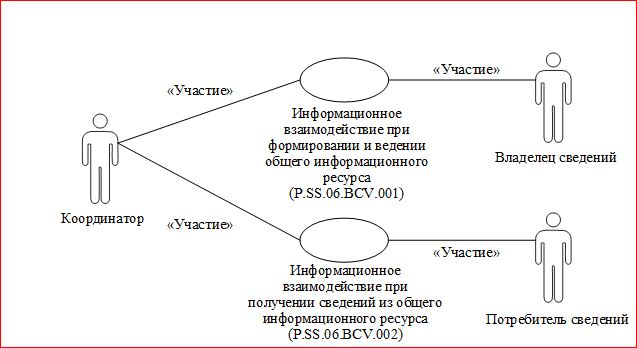 «Участие»
«Участие»
Информационное
взаимодействие при
формировании и ведении
общего информационного
ресурса
(P.SS.06.BCV.001)
Владелец сведений
Координатор
«Участие»
«Участие»
Информационное
взаимодействие при
получении сведений из общего
информационного ресурса
(P.SS.06.BCV.002)
Потребитель сведений